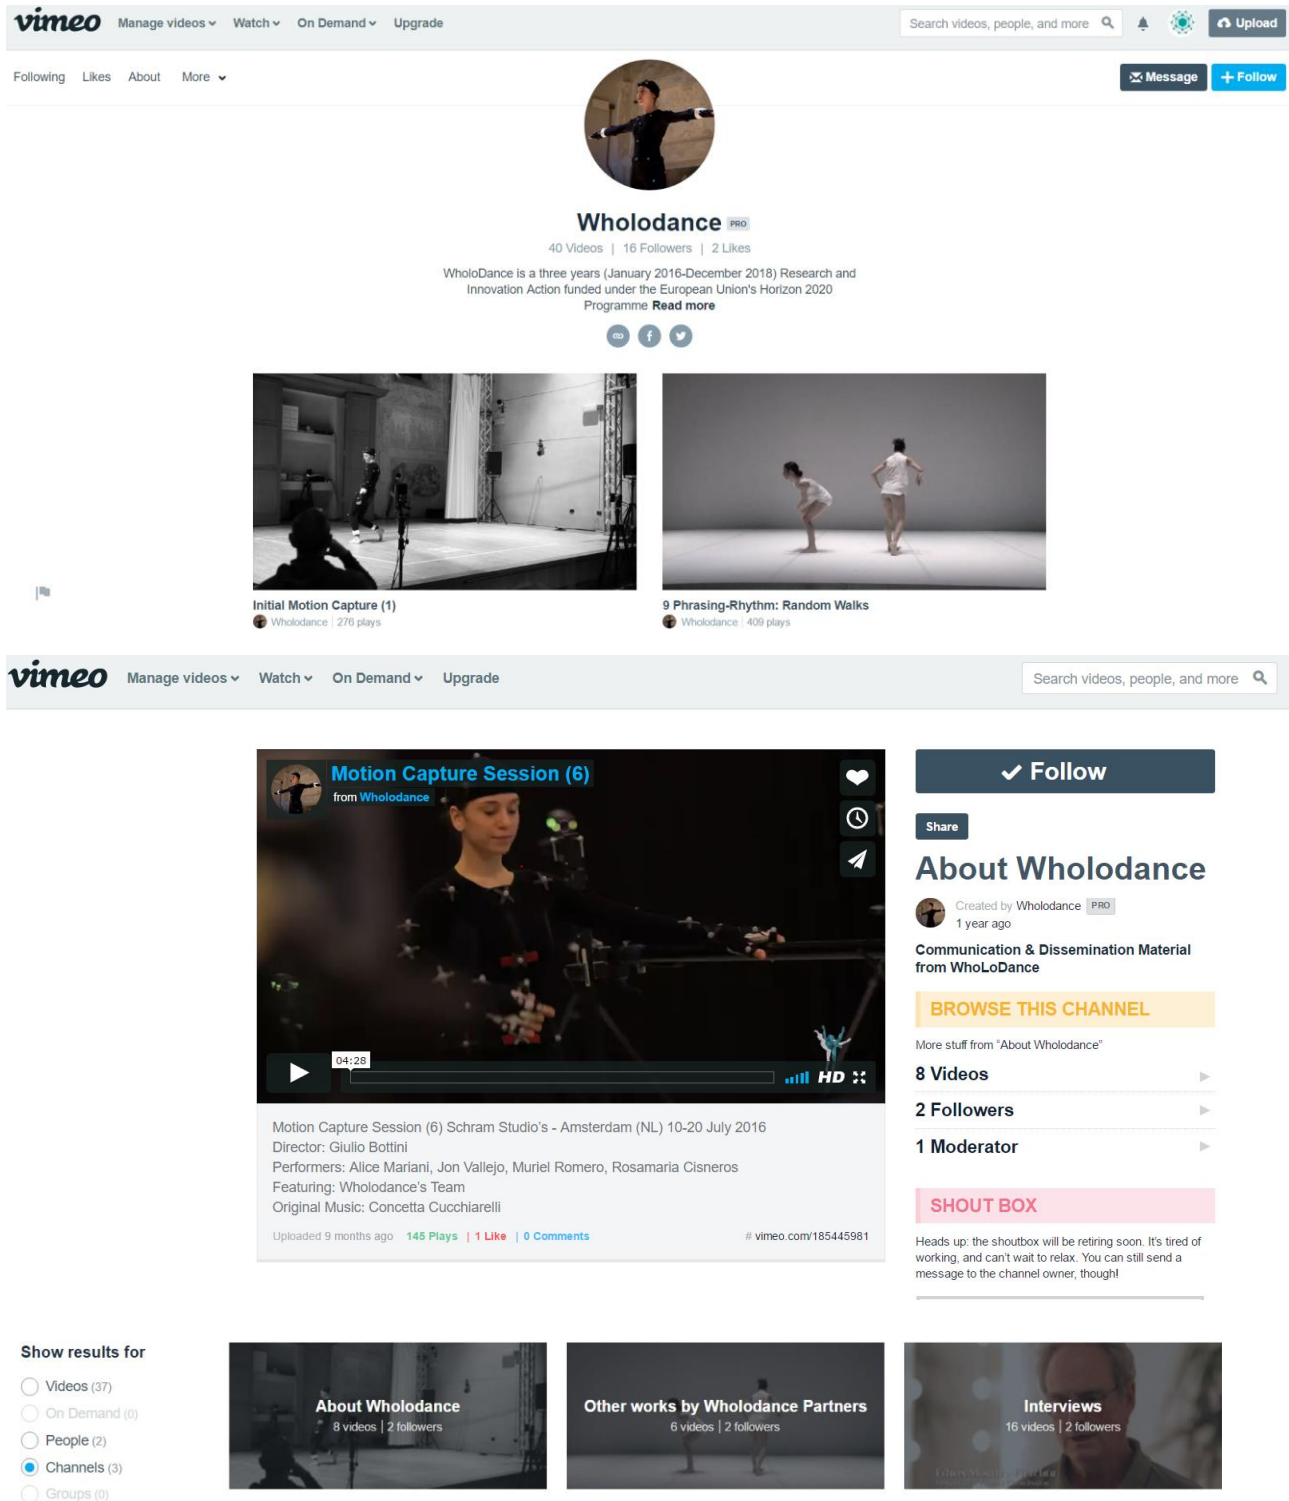 vimeo Manage videos Watch On Demand Upgrade Search videos, people, and more Upload
Following Likes About More Message + Follow
Wholodance PRO
40 Videos | 16 Followers | 2 Likes
WholoDance is a three years (January 2016-December 2018) Research and
Innovation Action funded under the European Union's Horizon 2020
Programme Read more
Initial Motion Capture (1)
Wholodance | 276 plays
9 Phrasing-Rhythm: Random Walks
Wholodance | 409 plays
vimeo Manage videos Watch On Demand Upgrade Search videos, people, and more
Motion Capture Session (6)
from Wholodance
04:28
HD
Motion Capture Session (6) Schram Studio's - Amsterdam (NL) 10-20 July 2016
Director: Giulio Bottini
Performers: Alice Mariani, Jon Vallejo, Muriel Romero, Rosamaria Cisneros
Featuring: Wholodance's Team
Original Music: Concetta Cucchiarelli
Uploaded 9 months ago 145 Plays | 1 Like | 0 Comments # vimeo.com/185445981
Follow
Share
About Wholodance
Created by Wholodance PRO
1 year ago
Communication & Dissemination Material
from WhoLoDance
BROWSE THIS CHANNEL
More stuff from "About Wholodance"
8 Videos
2 Followers
1 Moderator
SHOUT BOX
Heads up: the shoutbox will be retiring soon. It's tired of
working, and can't wait to relax. You can still send a
message to the channel owner, though!
Show results for
Videos (37)
On Demand (0)
People (2)
Channels (3)
Groups (0)
About Wholodance
8 videos | 2 followers
Other works by Wholodance Partners
6 videos | 2 followers
Interviews
16 videos | 2 followers